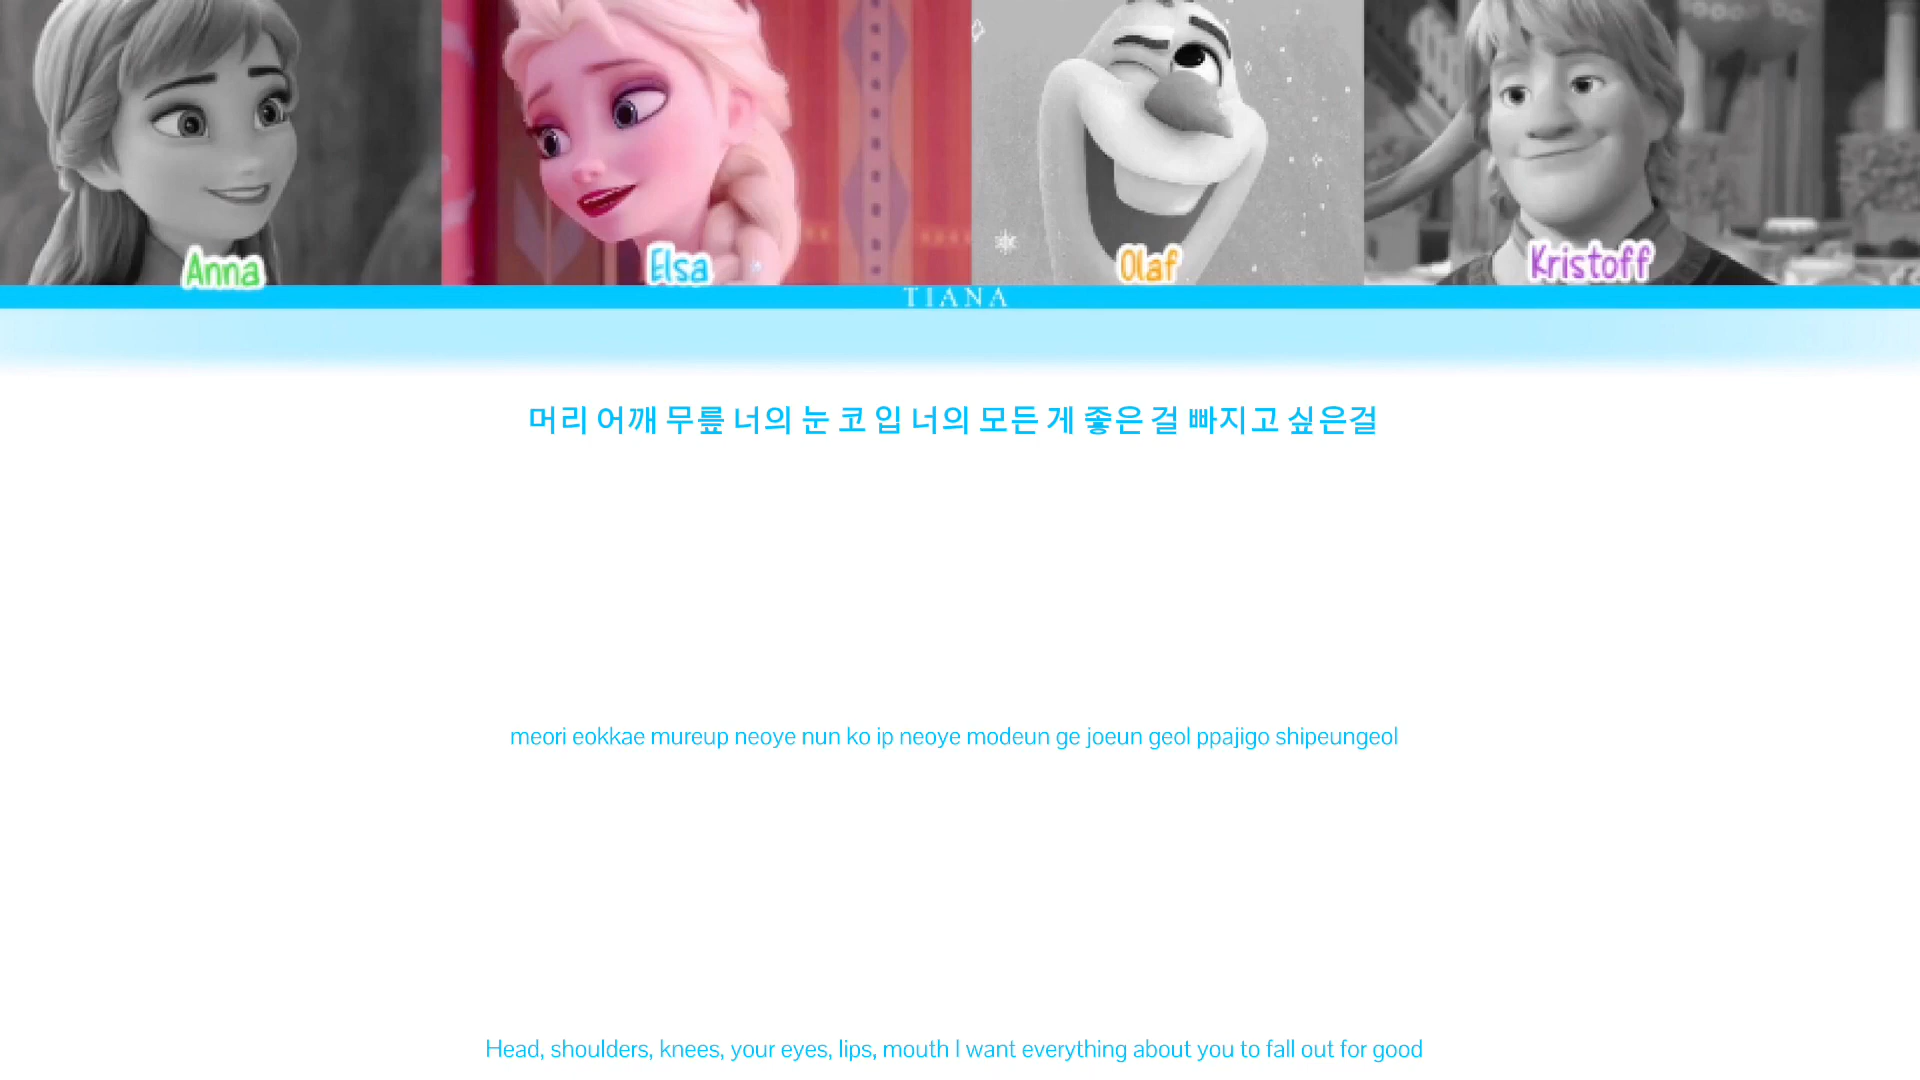 Anna
Elsa
Olaf
Kristoff
TIANA
머리 어깨 무릎 너의 눈 코 입 너의 모든 게 좋은 걸 빠지고 싶은걸
meori eokkae mureup neoye nun ko ip neoye modeun ge joeun geol ppajigo shipeungeol
Head, shoulders, knees, your eyes, lips, mouth I want everything about you to fall out for good